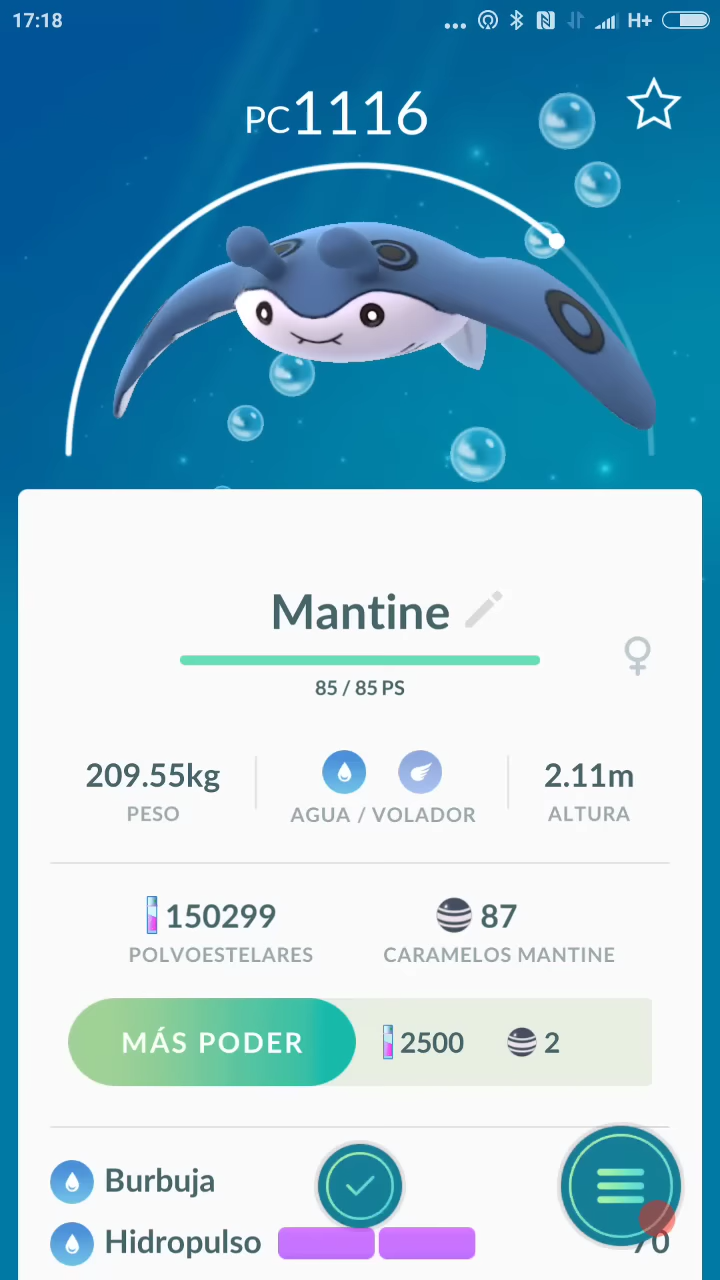 17:18
... H+
PC1116
Mantine
85 / 85 PS
209.55kg
PESO
AGUA / VOLADOR
2.11m
ALTURA
150299
POLVOESTELARES
87
CARAMELOS MANTINE
MÁS PODER
2500
2
Burbuja
Hidropulso
70